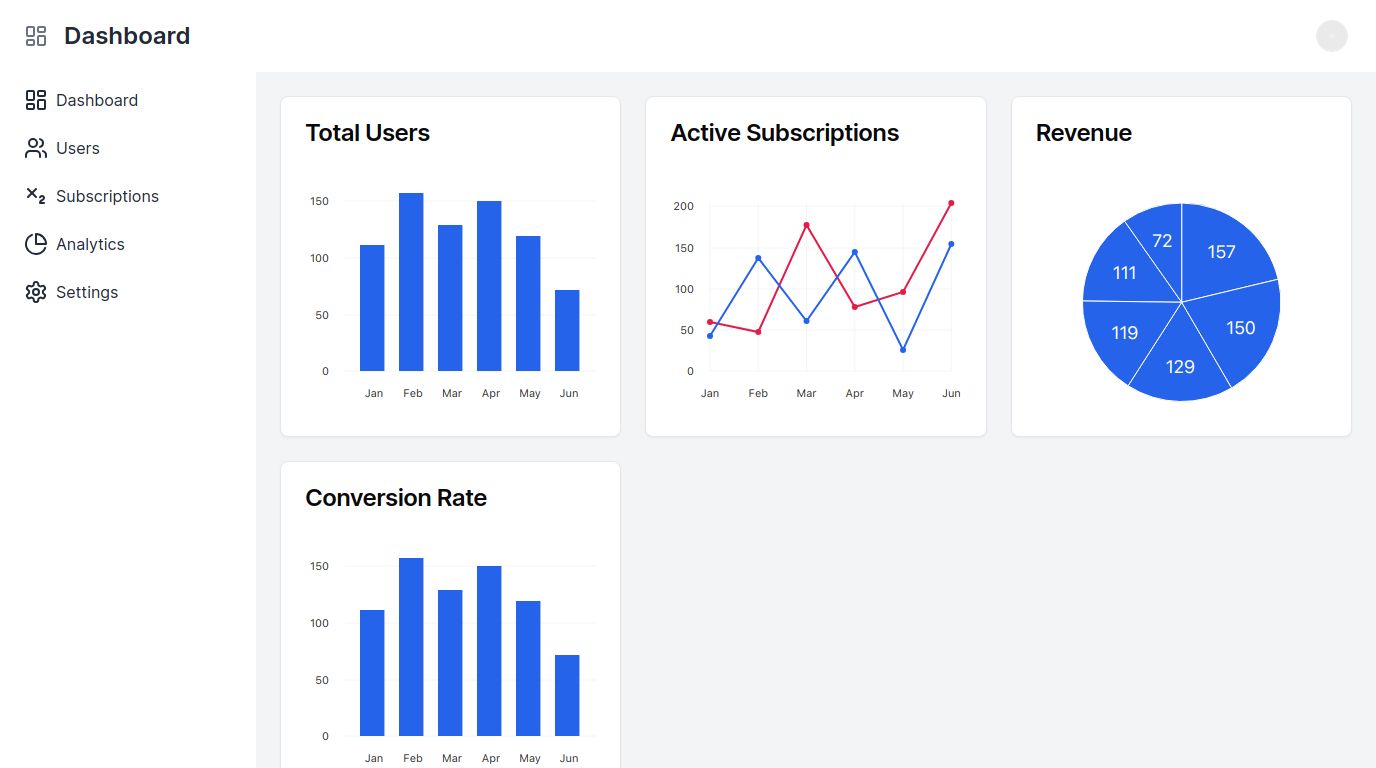 Dashboard
Dashboard
Users
Subscriptions
Analytics
Settings
Total Users
150
100
50
0
Jan Feb Mar Apr May Jun
Active Subscriptions
200
150
100
50
0
Jan Feb Mar Apr May Jun
Revenue
72 157
111
150
119
129
Conversion Rate
150
100
50
0
Jan Feb Mar Apr May Jun